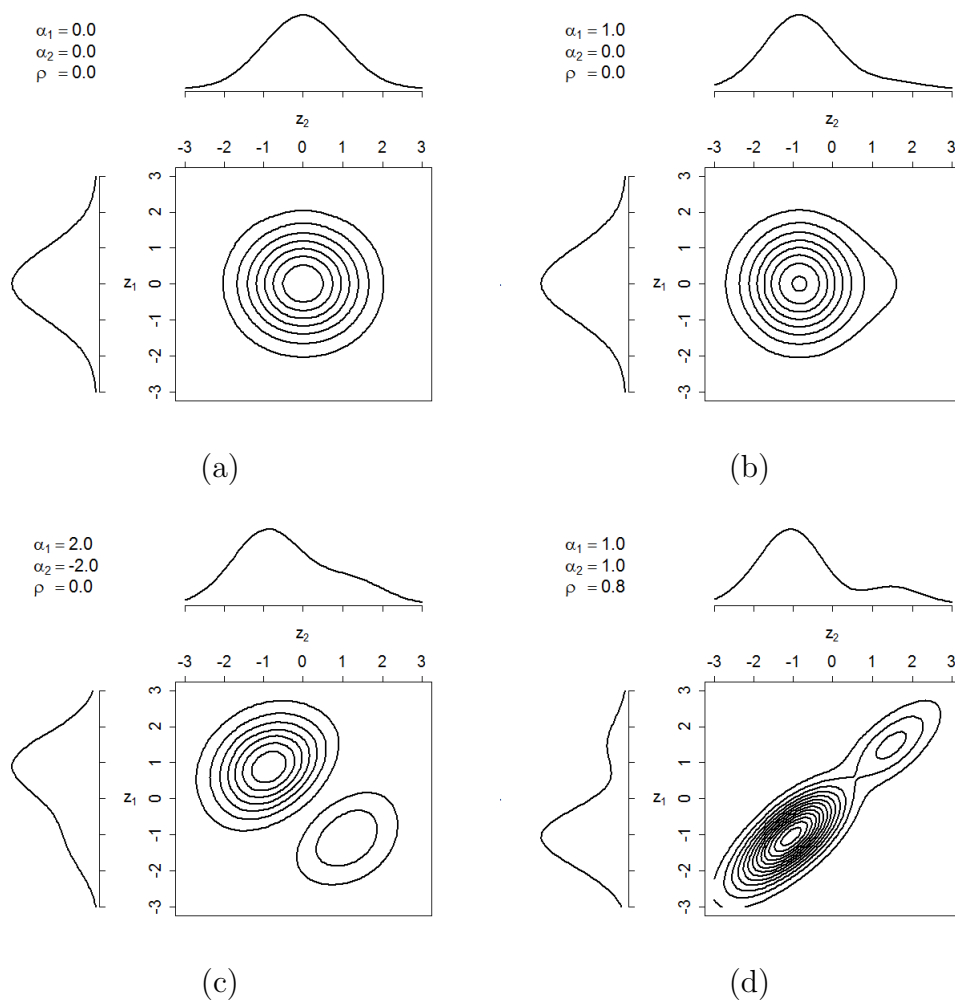 α1 = 0.0
α2 = 0.0
ρ = 0.0
z2
-3 -2 -1 0 1 2 3
3
2
1
z1 0
-1
-2
-3
(a)
α1 = 1.0
α2 = 0.0
ρ = 0.0
z2
-3 -2 -1 0 1 2 3
3
2
1
z1 0
-1
-2
-3
(b)
α1 = 2.0
α2 = -2.0
ρ = 0.0
z2
-3 -2 -1 0 1 2 3
3
2
1
z1 0
-1
-2
-3
(c)
α1 = 1.0
α2 = 1.0
ρ = 0.8
z2
-3 -2 -1 0 1 2 3
3
2
1
z1 0
-1
-2
-3
(d)